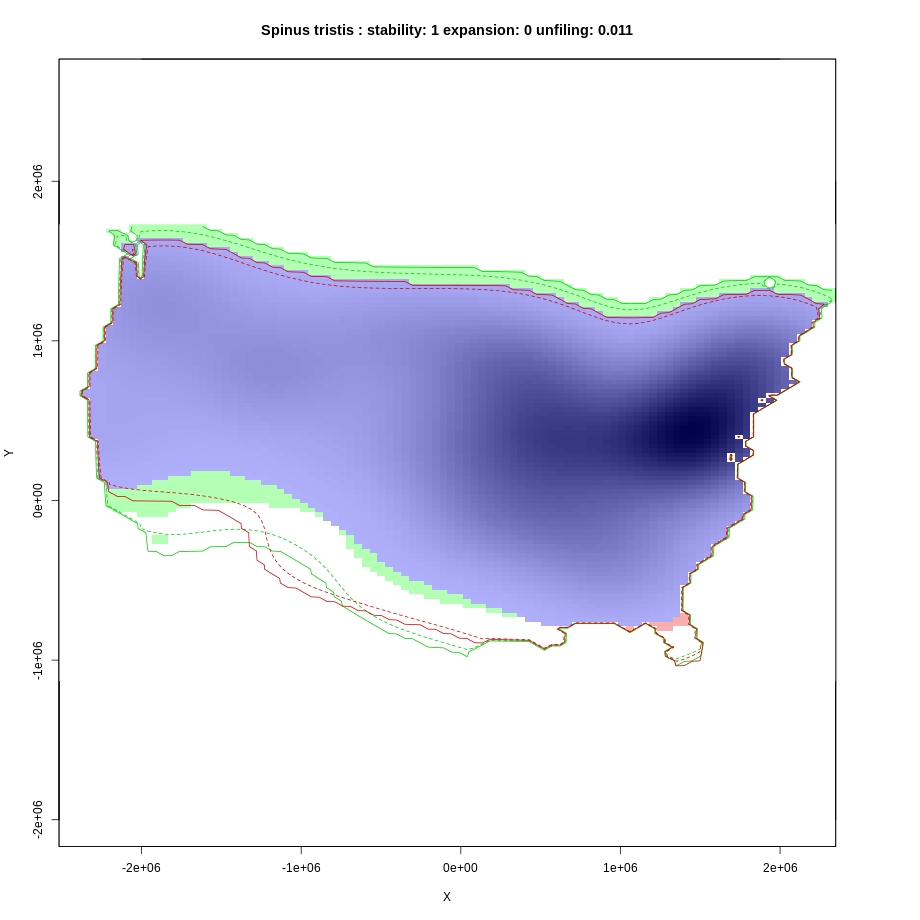 Spinus tristis : stability: 1 expansion: 0 unfiling: 0.011
2e+06
1e+06
Y
0e+00
-1e+06
-2e+06
-2e+06 -1e+06 0e+00 1e+06 2e+06
X